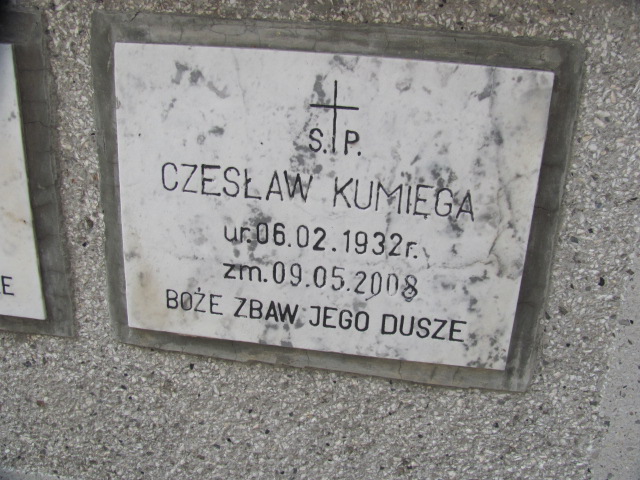 Ś.P.
CZESŁAW KUMIĘGA
ur.06.02.1932r.
zm.09.05.2008
BOŻE ZBAW JEGO DUSZE